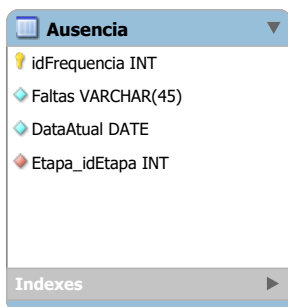 Ausencia
idFrequencia INT
Faltas VARCHAR(45)
DataAtual DATE
Etapa_idEtapa INT
Indexes